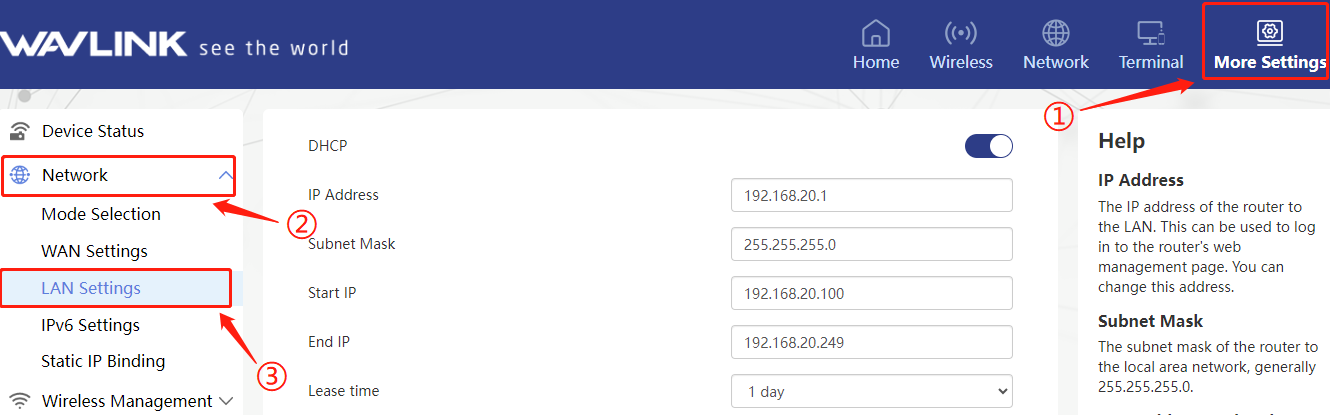 WAVLINK see the world
Home
Wireless
Network
Terminal
More Settings
①
Device Status
Network
Mode Selection
WAN Settings
LAN Settings
IPv6 Settings
Static IP Binding
Wireless Management
②
③
DHCP
IP Address
192.168.20.1
Subnet Mask
255.255.255.0
Start IP
192.168.20.100
End IP
192.168.20.249
Lease time
1 day
Help
IP Address
The IP address of the router to
the LAN. This can be used to log
in to the router's web
management page. You can
change this address.
Subnet Mask
The subnet mask of the router to
the local area network, generally
255.255.255.0.